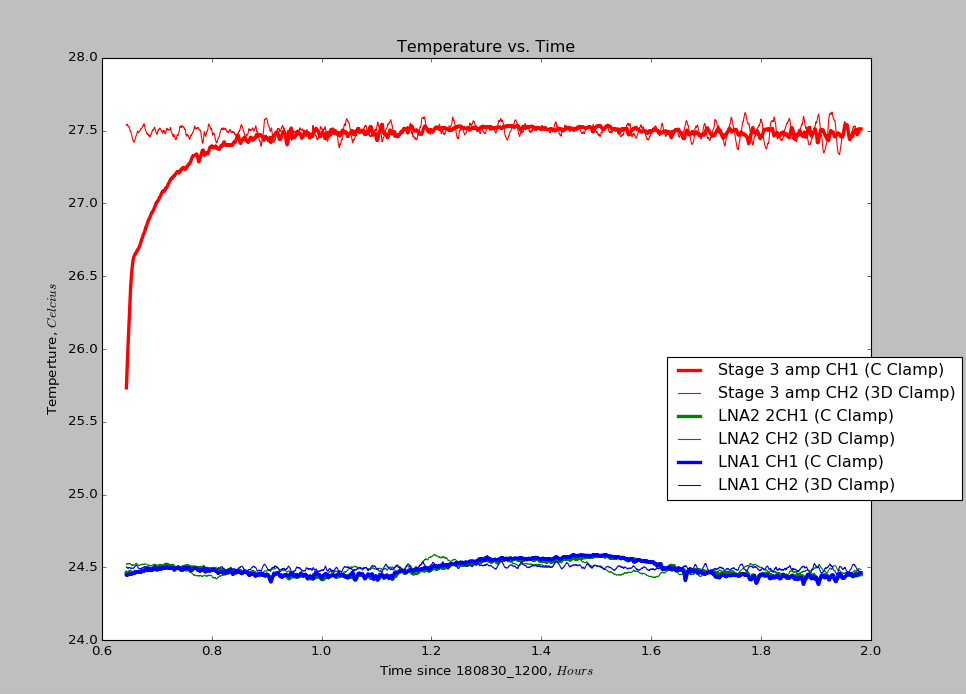 Temperature vs. Time
28.0
27.5
27.0
26.5
26.0
25.5
25.0
24.5
24.0
Temperture, Celcius
Stage 3 amp CH1 (C Clamp)
Stage 3 amp CH2 (3D Clamp)
LNA2 2CH1 (C Clamp)
LNA2 CH2 (3D Clamp)
LNA1 CH1 (C Clamp)
LNA1 CH2 (3D Clamp)
0.6 0.8 1.0 1.2 1.4 1.6 1.8 2.0
Time since 180830_1200, Hours